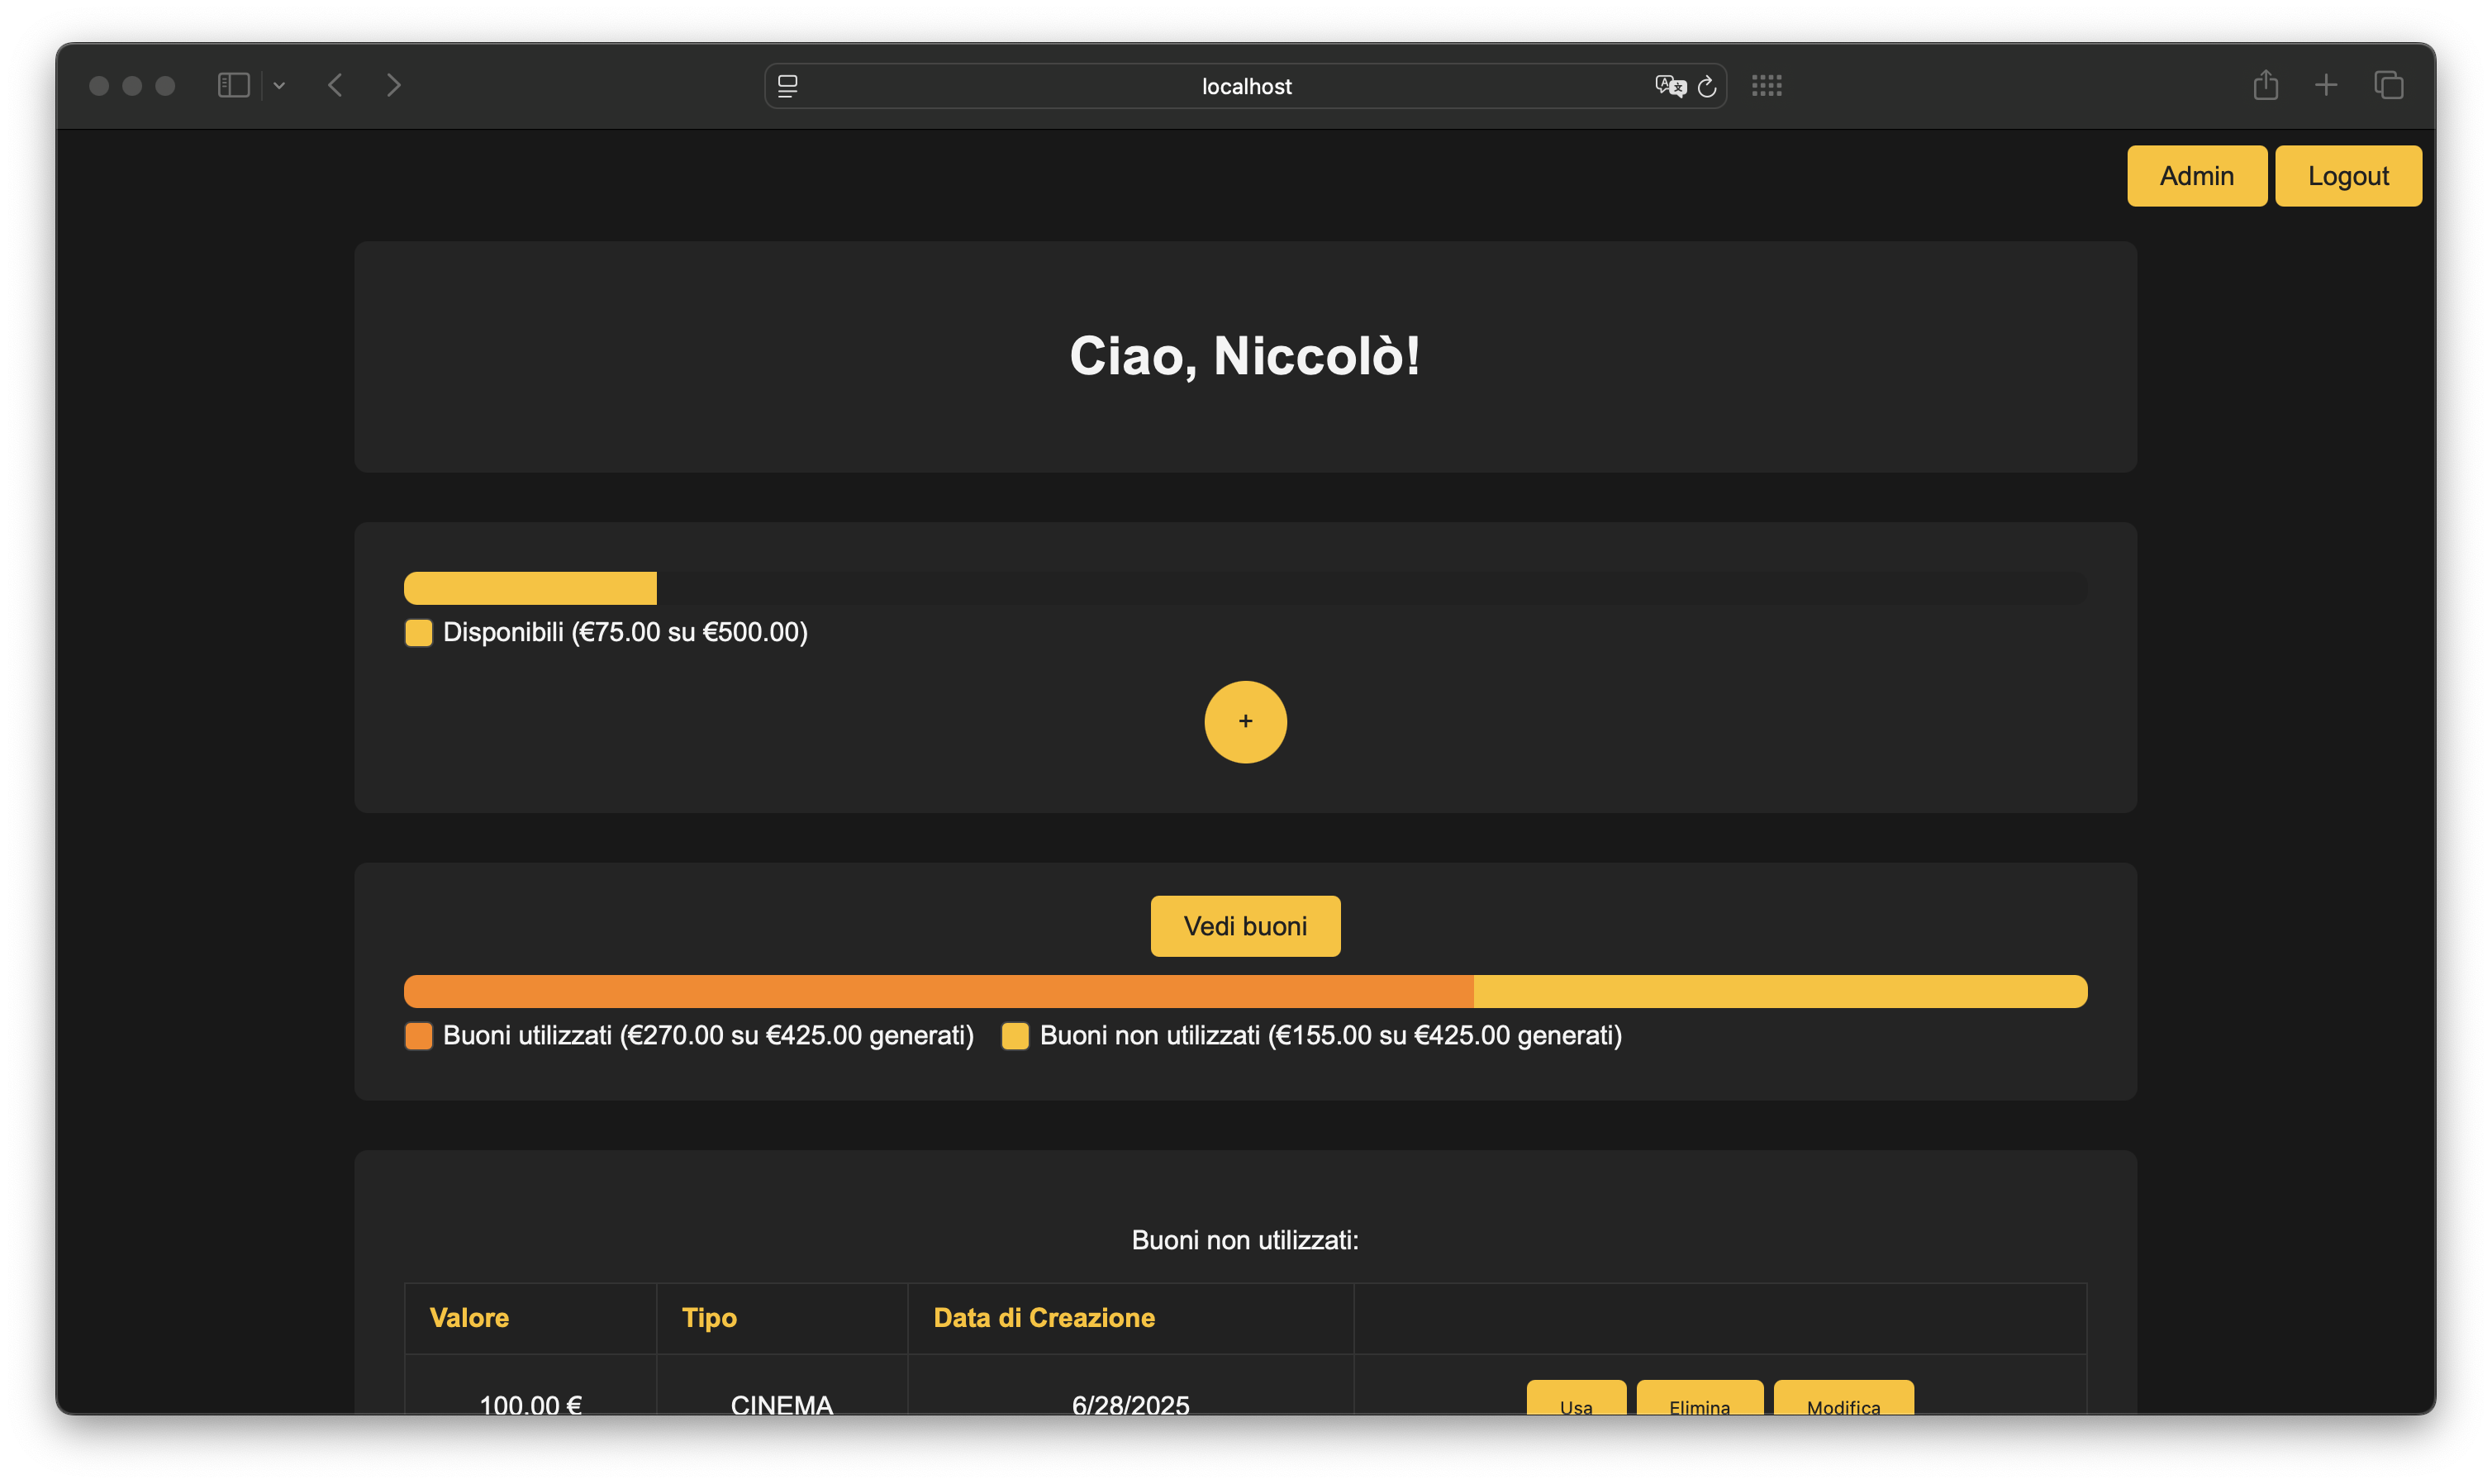 localhost
Admin Logout
Ciao, Niccolò!
Disponibili (€75.00 su €500.00)
+
Vedi buoni
Buoni utilizzati (€270.00 su €425.00 generati) Buoni non utilizzati (€155.00 su €425.00 generati)
Buoni non utilizzati:
Valore Tipo Data di Creazione
100.00 € CINEMA 6/28/2025 Usa Elimina Modifica